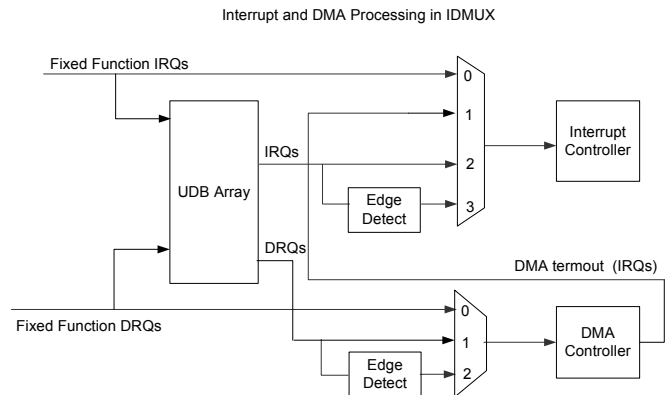 Interrupt and DMA Processing in IDMUX
Fixed Function IRQs
0
1
2
3
Interrupt
Controller
UDB Array
IRQs
Edge
Detect
DRQs
DMA termout (IRQs)
Fixed Function DRQs
0
1
2
Edge
Detect
DMA
Controller